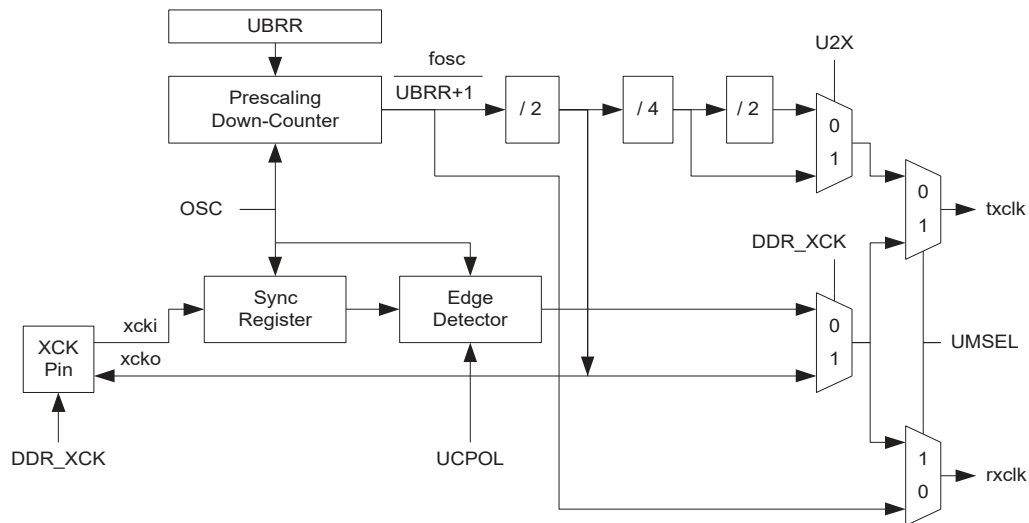 UBRR
fosc
U2X
Prescaling
Down-Counter
UBRR+1
/ 2
/ 4
/ 2
0
1
OSC
0
1
txclk
DDR_XCK
Sync
Register
Edge
Detector
xcki
0
1
XCK
Pin
xcko
UMSEL
DDR_XCK
UCPOL
1
0
rxclk